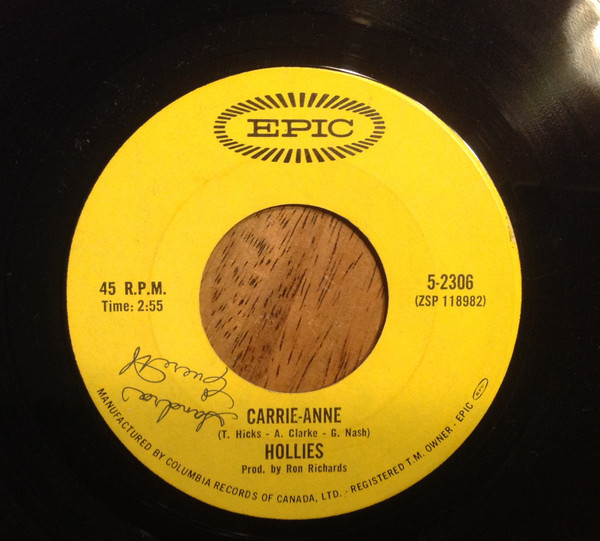 EPIC
45 R.P.M.
Time: 2:55
5-2306
(ZSP 118982)
Sandra
CARRIE-ANNE
(T. Hicks - A. Clarke - G. Nash)
HOLLIES
Prod. by Ron Richards
MANUFACTURED BY COLUMBIA RECORDS OF CANADA, LTD. · REGISTERED T.M. OWNER - EPIC